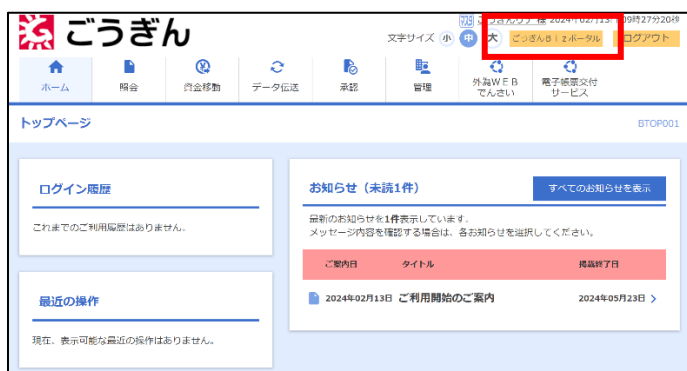 ごうぎん
様 2024年02月13日 09時27分20秒
文字サイズ 小 中 大 ごうぎんBizポータル ログアウト
ホーム 照会 資金移動 データ伝送 承認 管理 外為WEB でんさい 電子帳票交付サービス
トップページ BTOP001
ログイン履歴
これまでのご利用履歴はありません。
最近の操作
現在、表示可能な最近の操作はありません。
お知らせ（未読1件） すべてのお知らせを表示
最新のお知らせを1件表示しています。
メッセージ内容を確認する場合は、各お知らせを選択してください。
ご案内日 タイトル 掲載終了日
2024年02月13日 ご利用開始のご案内 2024年05月23日